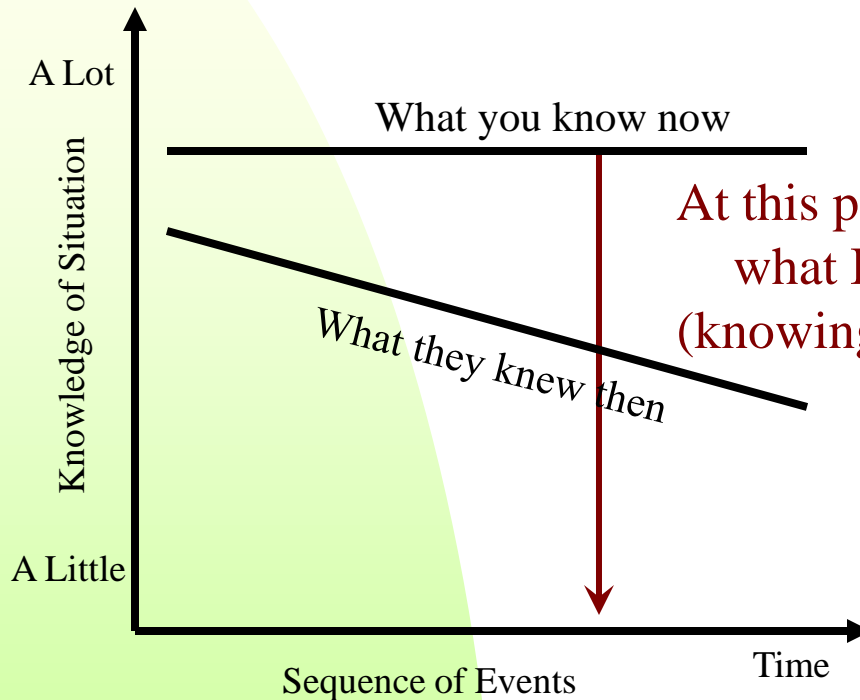 A Lot
What you know now
Knowledge of Situation
At this p
what I
(knowing
What they knew then
A Little
Time
Sequence of Events